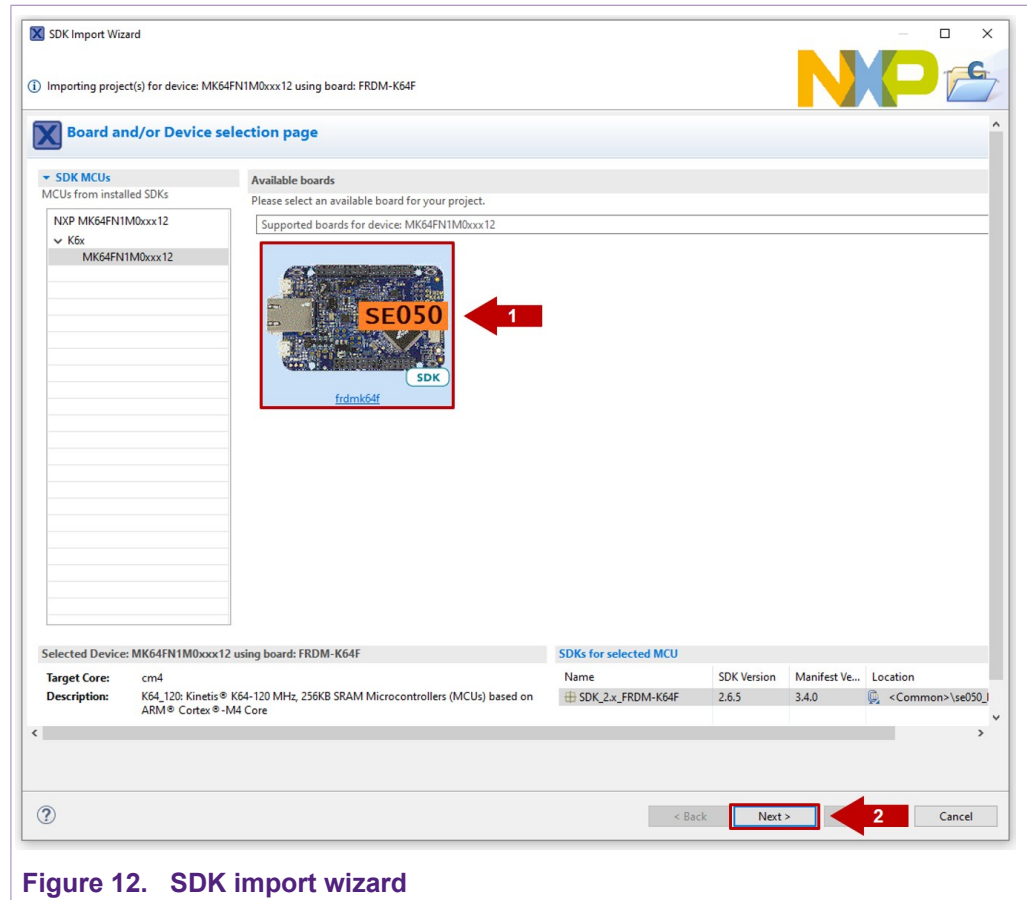 SDK Import Wizard
Importing project(s) for device: MK64FN1M0xxx12 using board: FRDM-K64F
NXP
Board and/or Device selection page
SDK MCUs
MCUs from installed SDKs
NXP MK64FN1M0xxx12
K6x
MK64FN1M0xxx12
Available boards
Please select an available board for your project.
Supported boards for device: MK64FN1M0xxx12
SE050
SDK
frdmk64f
1
Selected Device: MK64FN1M0xxx12 using board: FRDM-K64F
Target Core: cm4
Description: K64_120: Kinetis® K64-120 MHz, 256KB SRAM Microcontrollers (MCUs) based on
ARM® Cortex®-M4 Core
SDKs for selected MCU
Name SDK Version Manifest Ve... Location
SDK_2.x_FRDM-K64F 2.6.5 3.4.0 <Common>\se050_
< Back Next > 2 Cancel
Figure 12. SDK import wizard